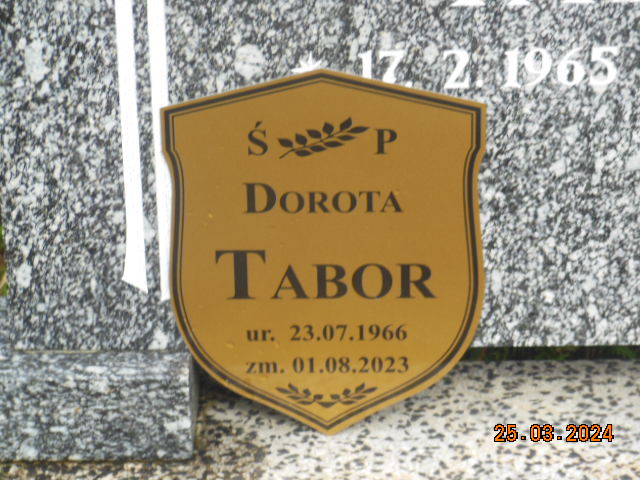 * 17. 2. 1965
Ś P
DOROTA
TABOR
ur. 23.07.1966
zm. 01.08.2023
25.03.2024